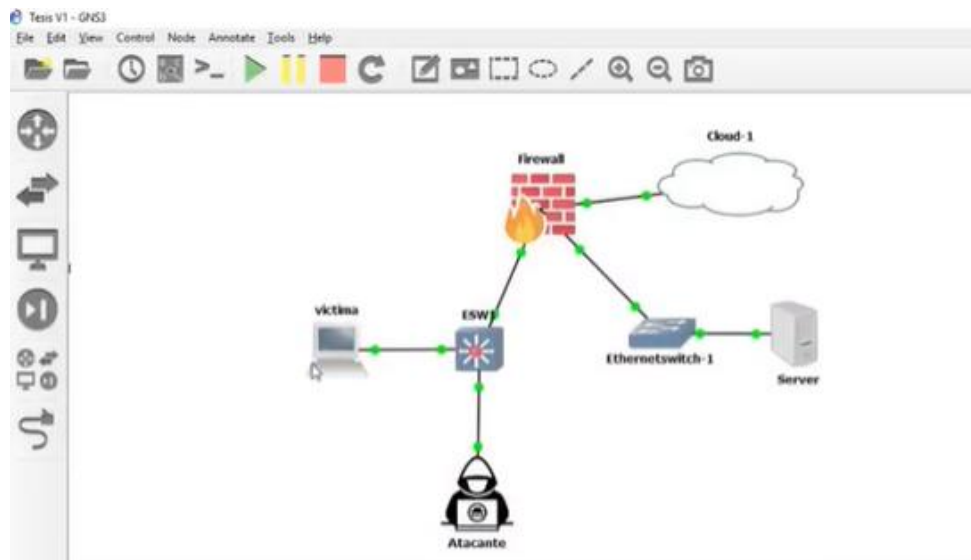 Tesis V1 - GNS3
File Edit View Control Node Annotate Tools Help
Cloud-1
Firewall
victima
ESW1
Ethernetswitch-1
Server
Atacante